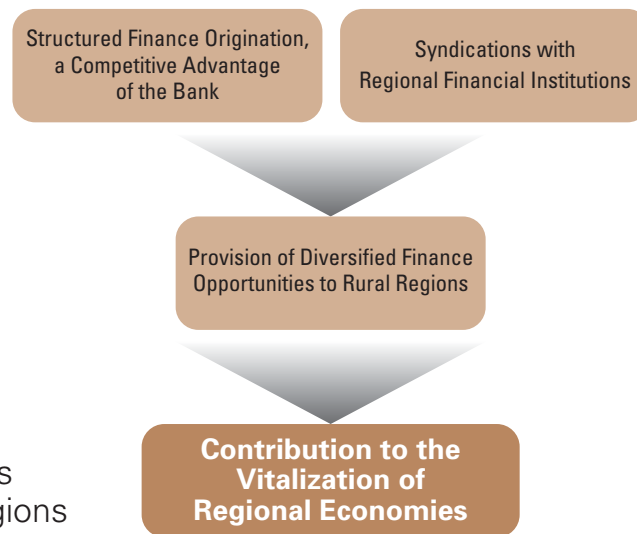 Structured Finance Origination,
a Competitive Advantage
of the Bank
Syndications with
Regional Financial Institutions
Provision of Diversified Finance
Opportunities to Rural Regions
Contribution to the
Vitalization of
Regional Economies